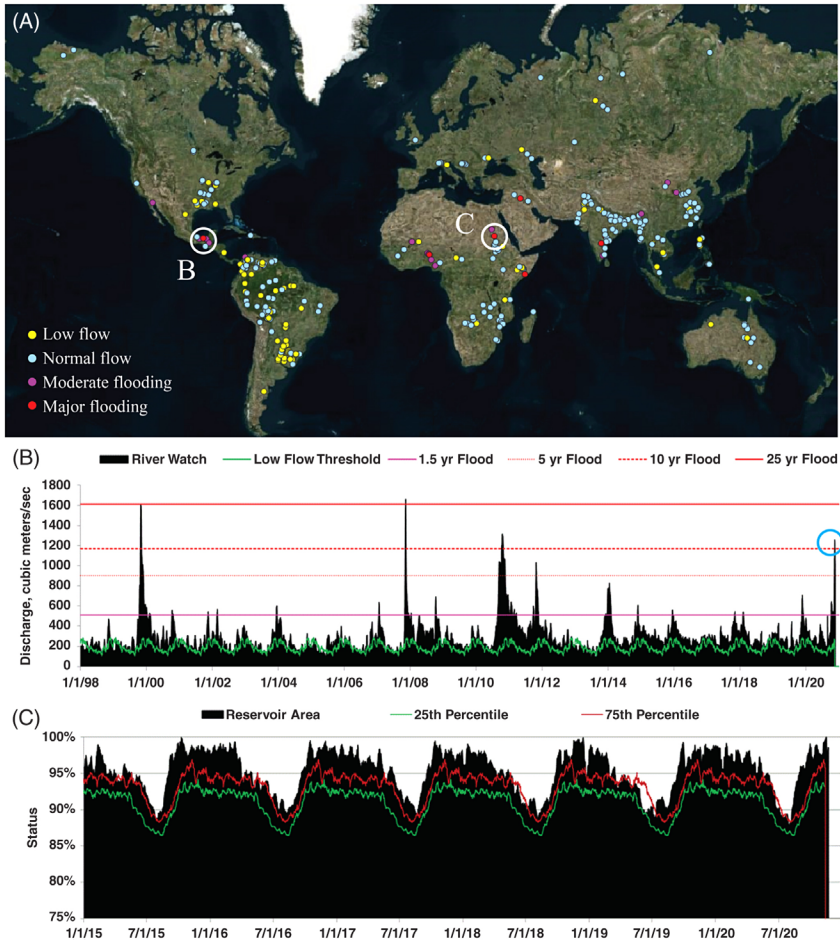 (A)
C
B
Low flow
Normal flow
Moderate flooding
Major flooding
(B)
River Watch Low Flow Threshold 1.5 yr Flood 5 yr Flood 10 yr Flood 25 yr Flood
Discharge, cubic meters/sec
1800
1600
1400
1200
1000
800
600
400
200
0
1/1/98 1/1/00 1/1/02 1/1/04 1/1/06 1/1/08 1/1/10 1/1/12 1/1/14 1/1/16 1/1/18 1/1/20
(C)
Reservoir Area 25th Percentile 75th Percentile
Status
100%
95%
90%
85%
80%
75%
1/1/15 7/1/15 1/1/16 7/1/16 1/1/17 7/1/17 1/1/18 7/1/18 1/1/19 7/1/19 1/1/20 7/1/20